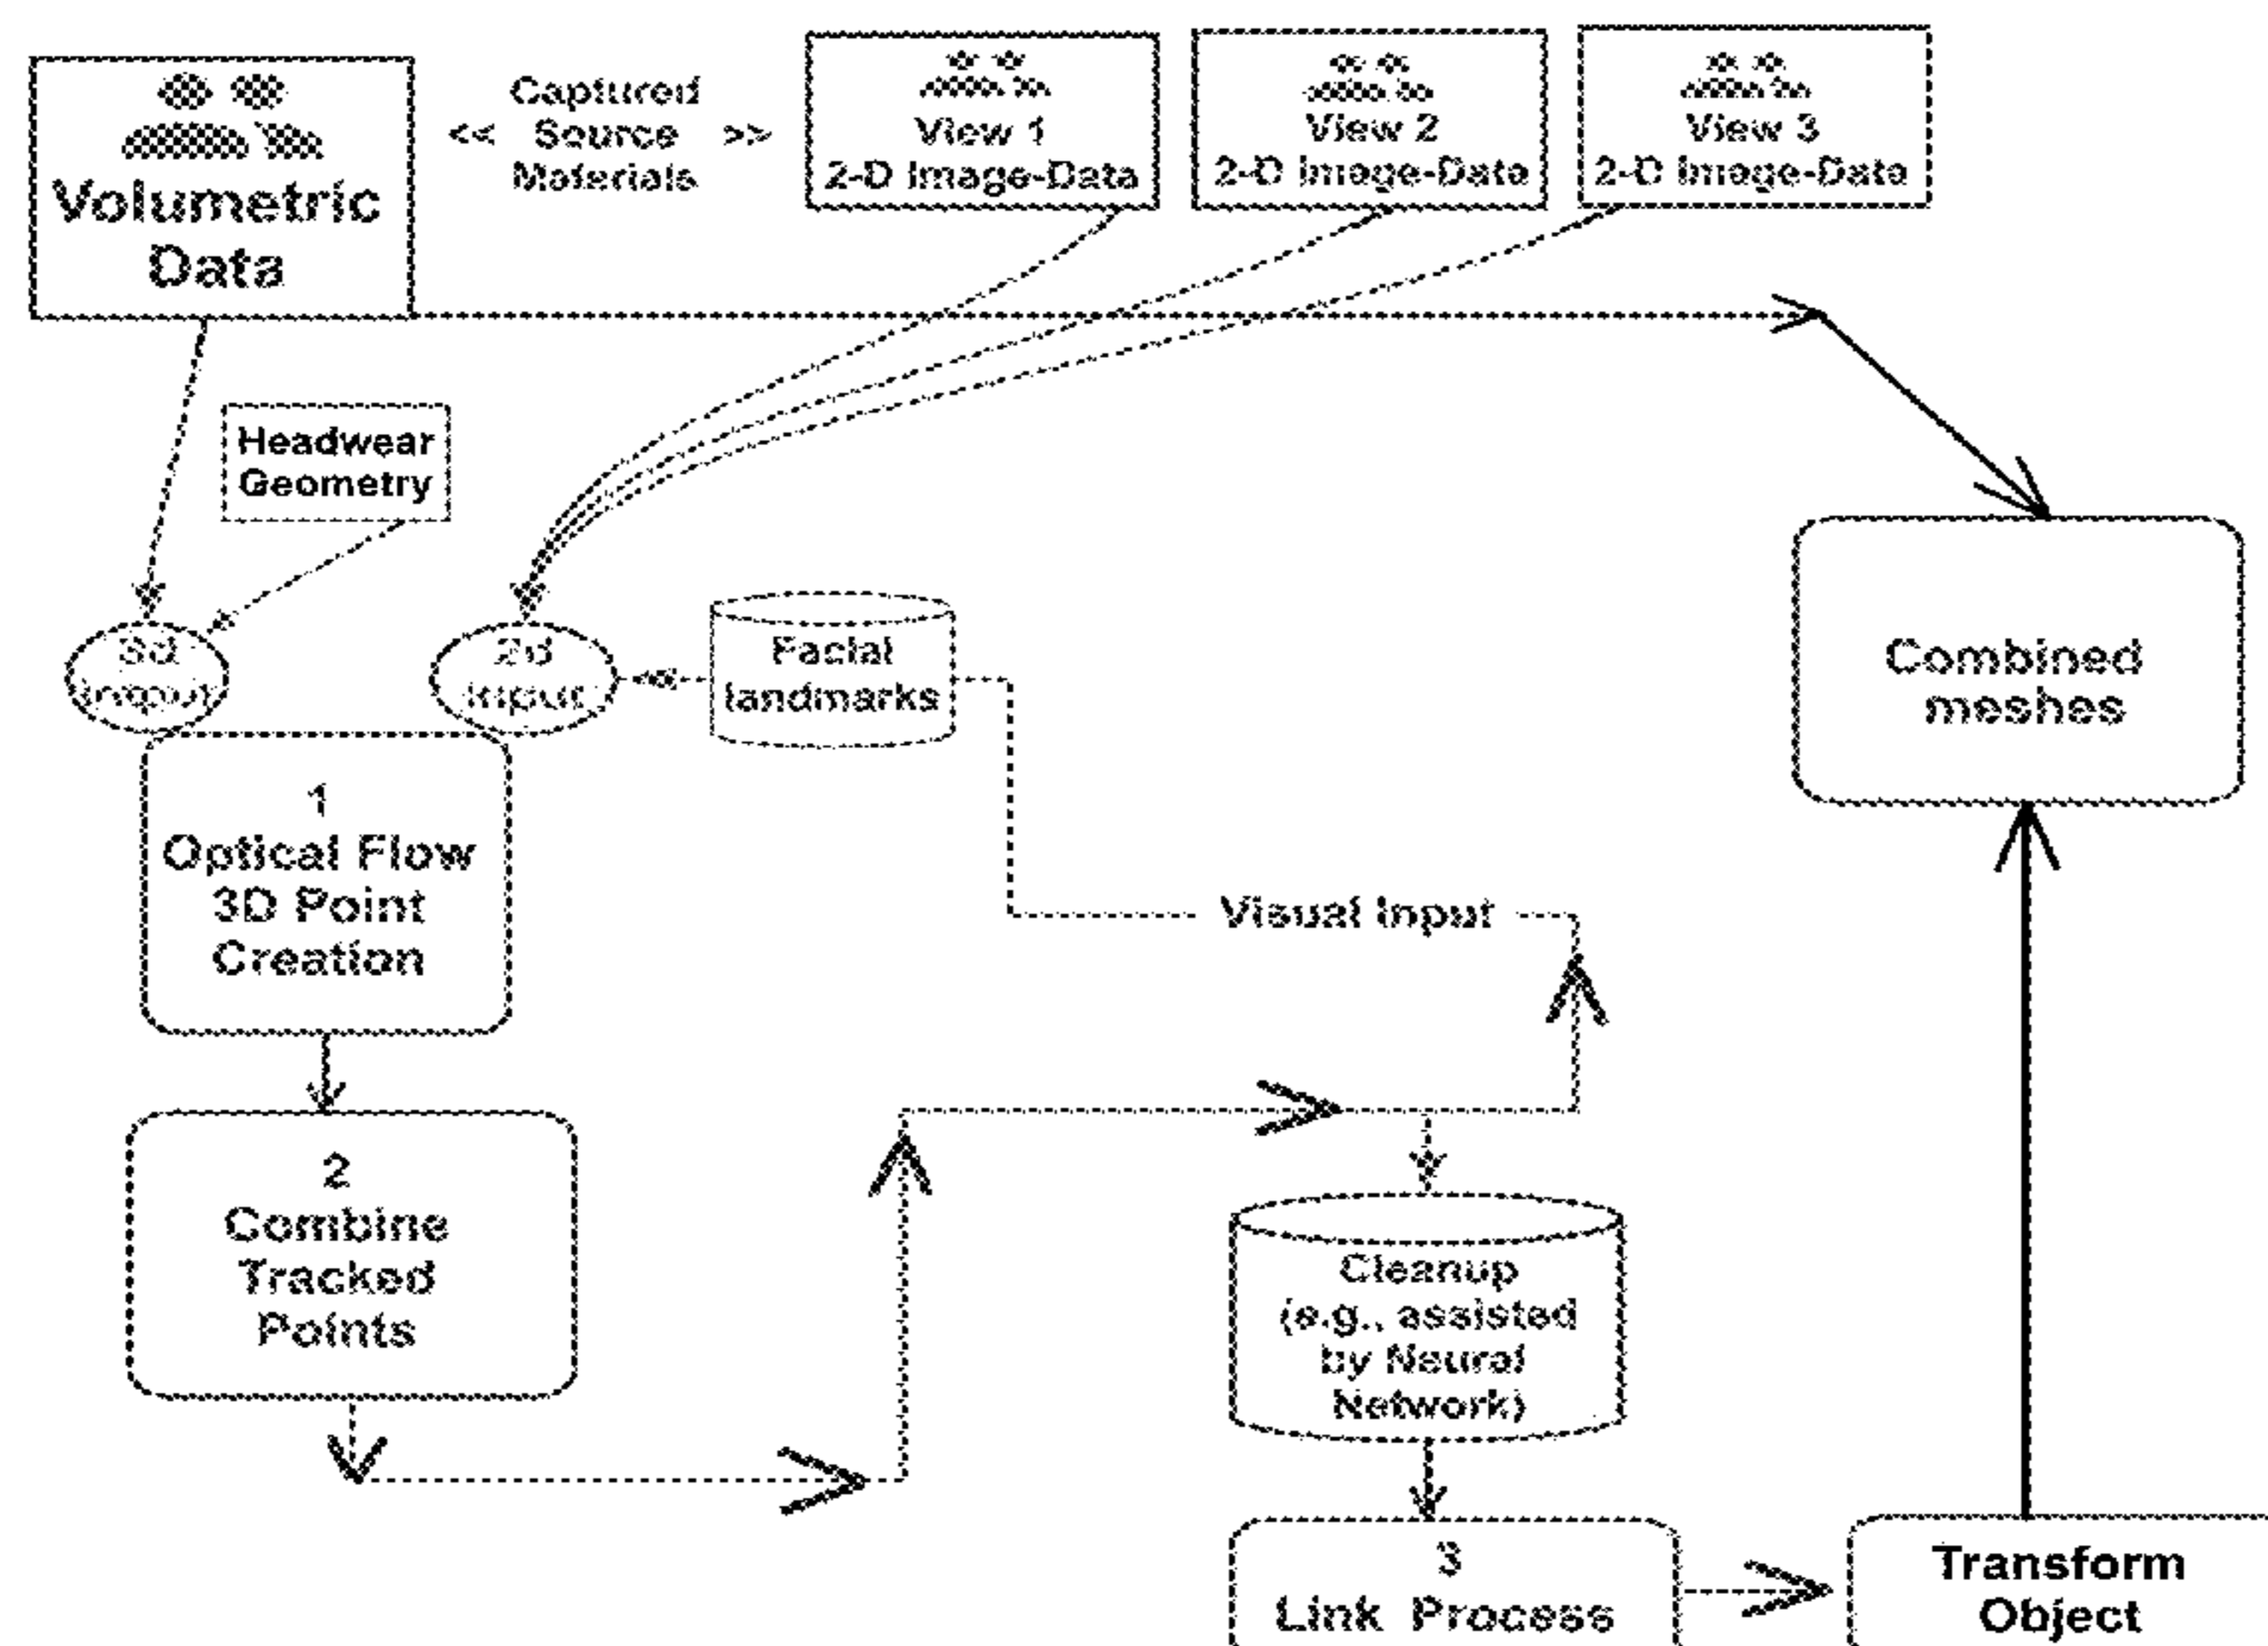 Volumetric
Data
<< Captured
Source
Materials >>
View 1
2-D Image-Data
View 2
2-D Image-Data
View 3
2-D Image-Data
Headwear
Geometry
3d
input
2d
input
Facial
landmarks
Combined
meshes
1
Optical Flow
3D Point
Creation
Visual Input
2
Combine
Tracked
Points
Cleanup
(e.g., assisted
by Neural
Network)
3
Link Process
Transform
Object